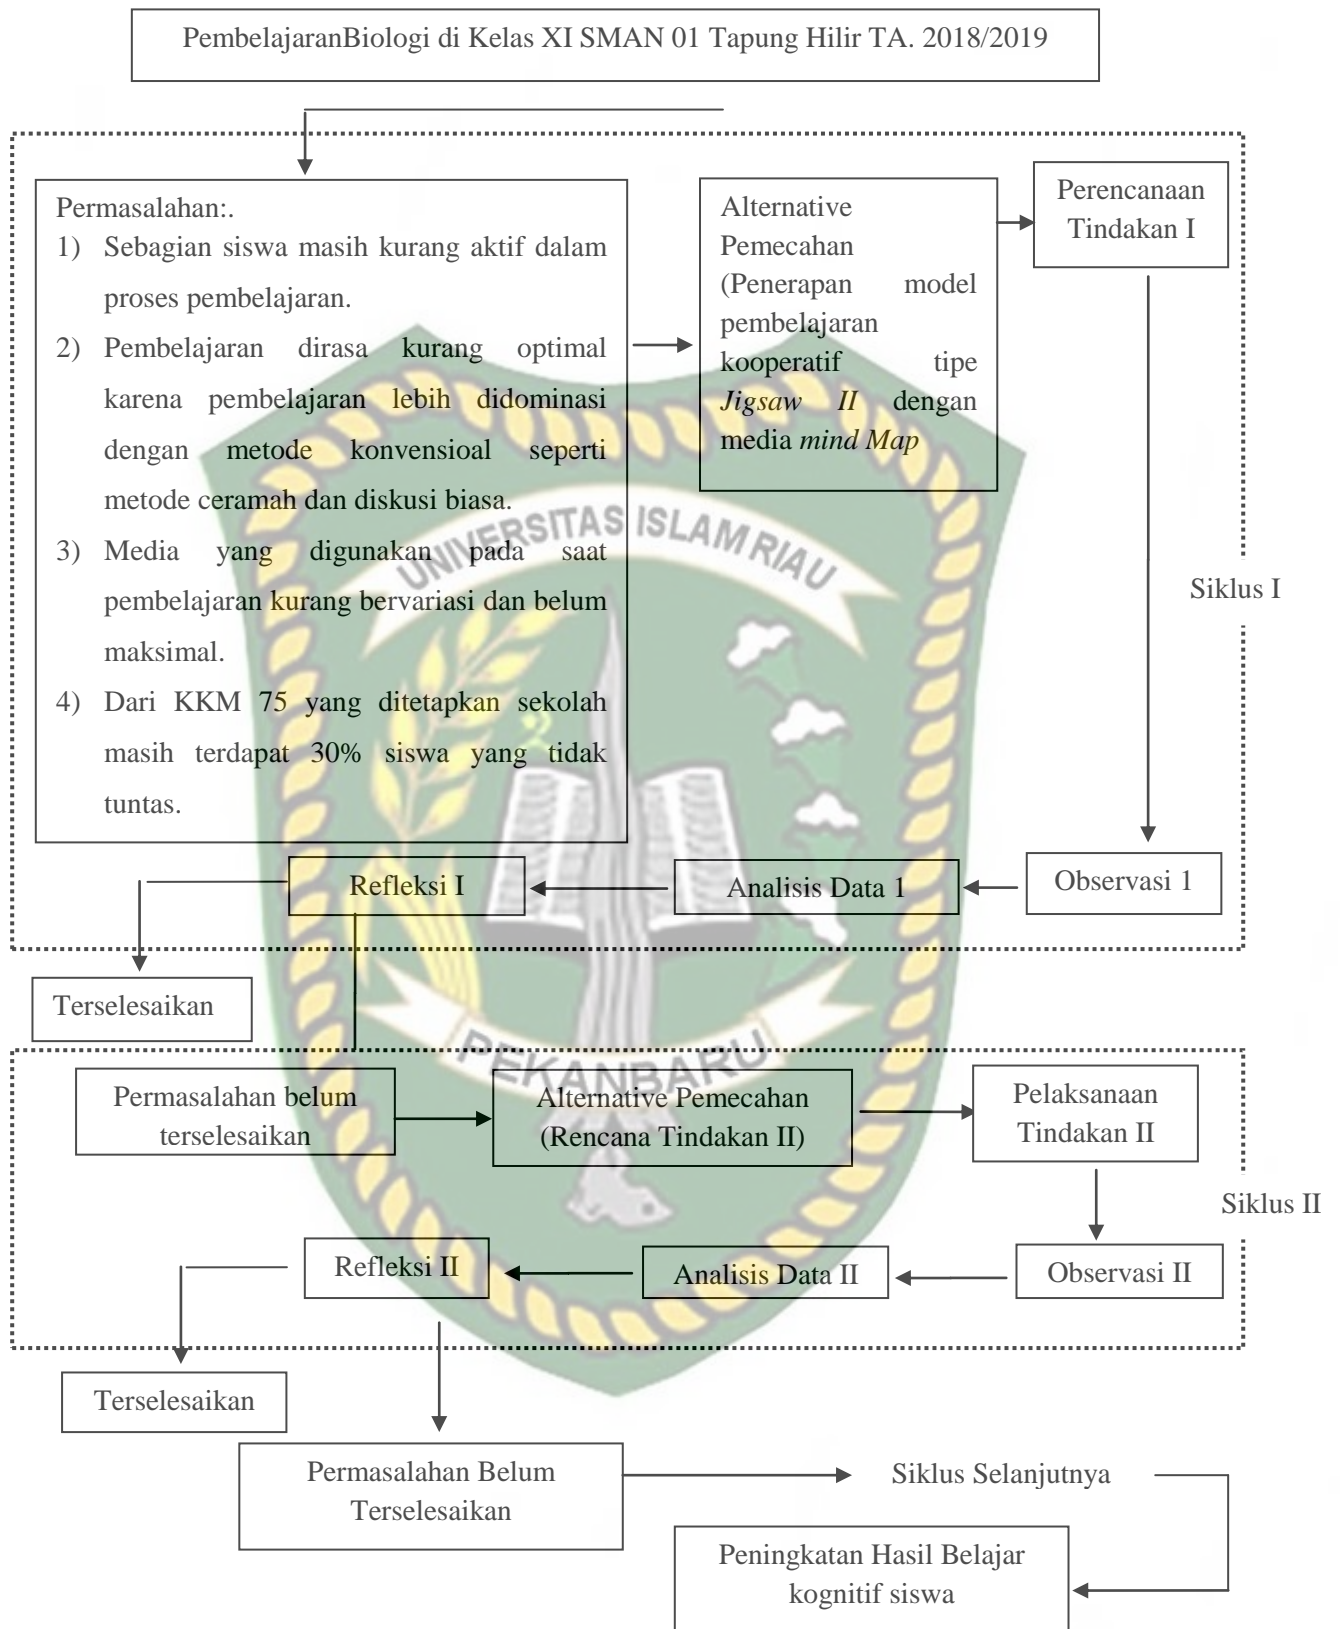 PembelajaranBiologi di Kelas XI SMAN 01 Tapung Hilir TA. 2018/2019
Permasalahan:.
1) Sebagian siswa masih kurang aktif dalam
proses pembelajaran.
2) Pembelajaran dirasa kurang optimal
karena pembelajaran lebih didominasi
dengan metode konvensioal seperti
metode ceramah dan diskusi biasa.
3) Media yang digunakan pada saat
pembelajaran kurang bervariasi dan belum
maksimal.
4) Dari KKM 75 yang ditetapkan sekolah
masih terdapat 30% siswa yang tidak
tuntas.
Alternative
Pemecahan
(Penerapan model
pembelajaran
kooperatif tipe
Jigsaw II dengan
media mind Map
Perencanaan
Tindakan I
UNIVERSITAS ISLAM RIAU
Siklus I
Observasi 1
Analisis Data 1
Refleksi I
Terselesaikan
PEKANBARU
Permasalahan belum
terselesaikan
Alternative Pemecahan
(Rencana Tindakan II)
Pelaksanaan
Tindakan II
Siklus II
Observasi II
Analisis Data II
Refleksi II
Terselesaikan
Permasalahan Belum
Terselesaikan
Siklus Selanjutnya
Peningkatan Hasil Belajar
kognitif siswa